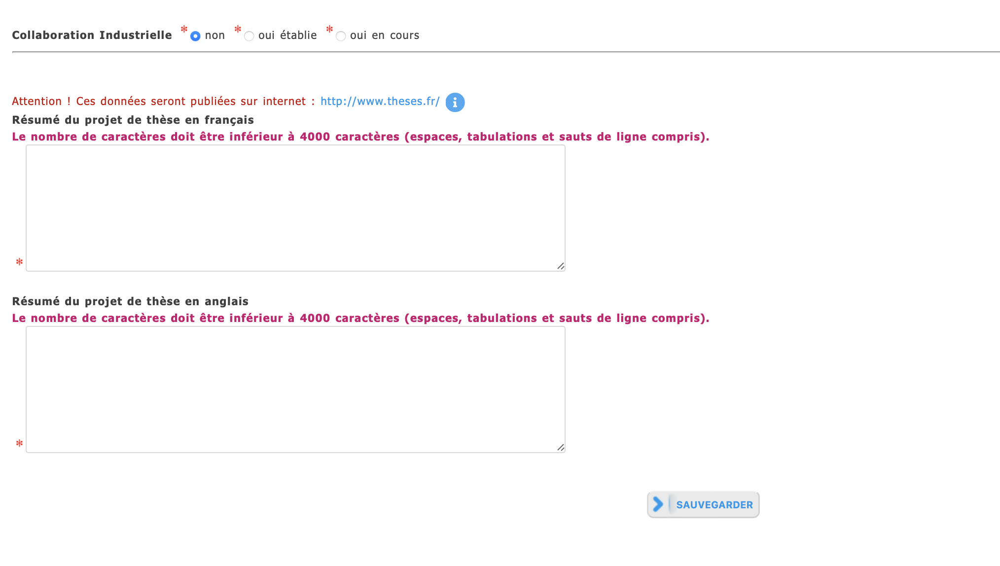 Collaboration Industrielle * non * oui établie * oui en cours
Attention ! Ces données seront publiées sur internet : http://www.theses.fr/ i
Résumé du projet de thèse en français
Le nombre de caractères doit être inférieur à 4000 caractères (espaces, tabulations et sauts de ligne compris).
*
Résumé du projet de thèse en anglais
Le nombre de caractères doit être inférieur à 4000 caractères (espaces, tabulations et sauts de ligne compris).
*
SAUVEGARDER